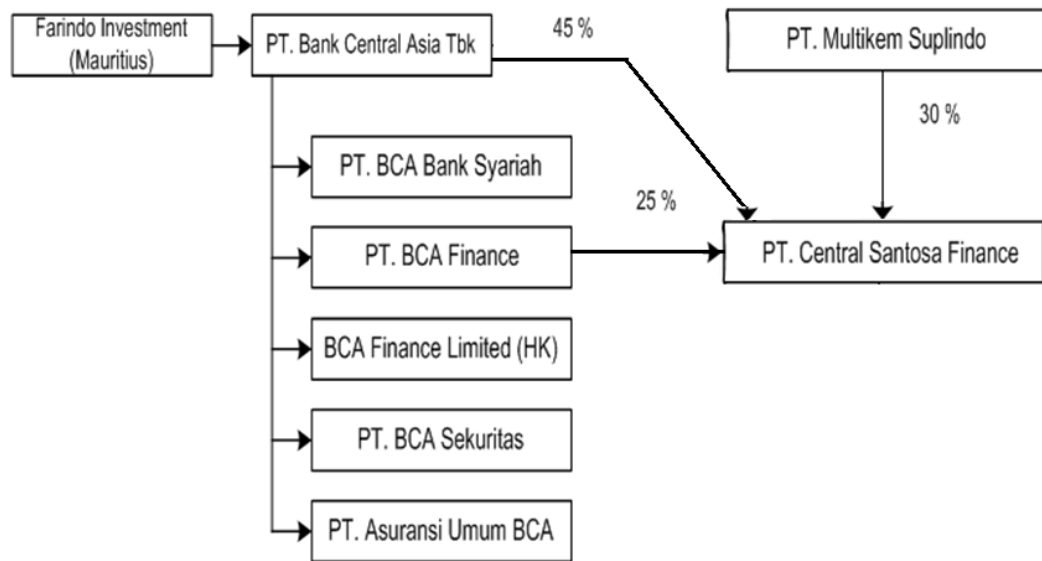 Farindo Investment
(Mauritius)
PT. Bank Central Asia Tbk
45 %
PT. Multikem Suplindo
30 %
PT. BCA Bank Syariah
25 %
PT. BCA Finance
PT. Central Santosa Finance
BCA Finance Limited (HK)
PT. BCA Sekuritas
PT. Asuransi Umum BCA